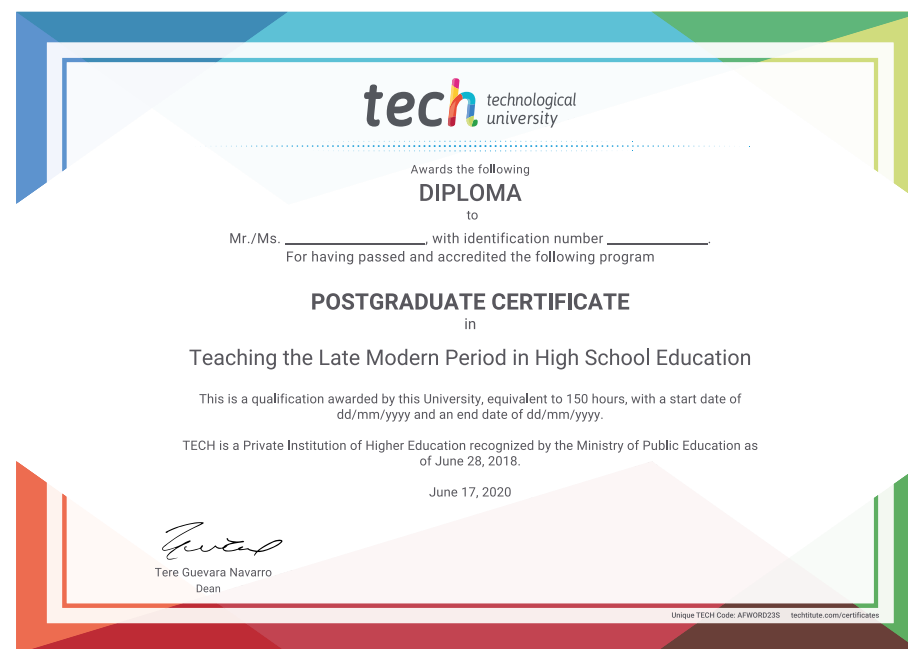 tech technological
university
Awards the following
DIPLOMA
to
Mr./Ms. ____________________, with identification number ______________.
For having passed and accredited the following program
POSTGRADUATE CERTIFICATE
in
Teaching the Late Modern Period in High School Education
This is a qualification awarded by this University, equivalent to 150 hours, with a start date of
dd/mm/yyyy and an end date of dd/mm/yyyy.
TECH is a Private Institution of Higher Education recognized by the Ministry of Public Education as
of June 28, 2018.
June 17, 2020
Tere Guevara Navarro
Dean
Unique TECH Code: AFWORD23S techtitute.com/certificates